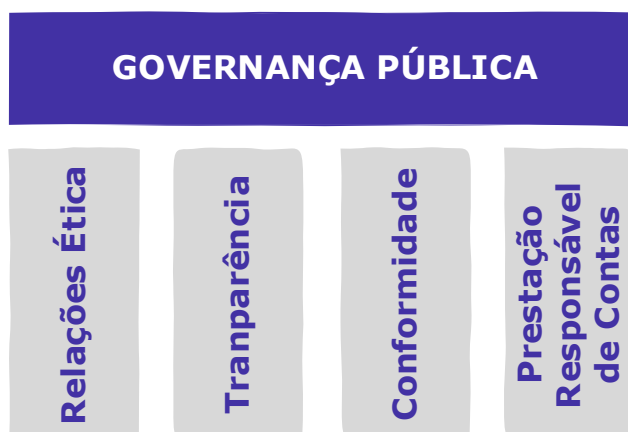 GOVERNANÇA PÚBLICA
Relações Ética
Tranparência
Conformidade
Prestação
Responsável
de Contas